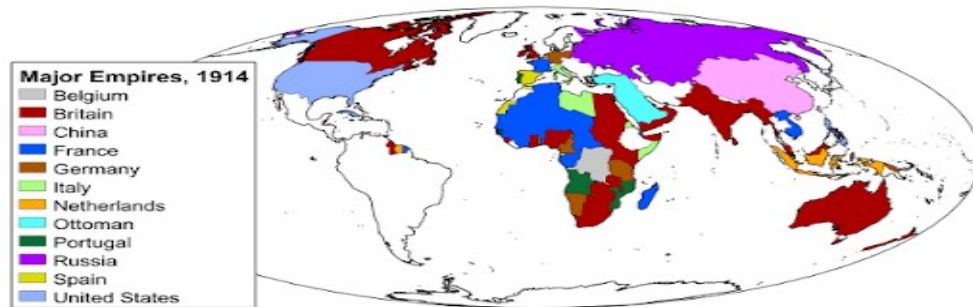 Major Empires, 1914
Belgium
Britain
China
France
Germany
Italy
Netherlands
Ottoman
Portugal
Russia
Spain
United States